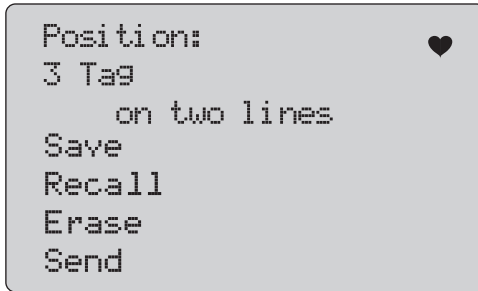 Position:
3 Tag
on two lines
Save
Recall
Erase
Send